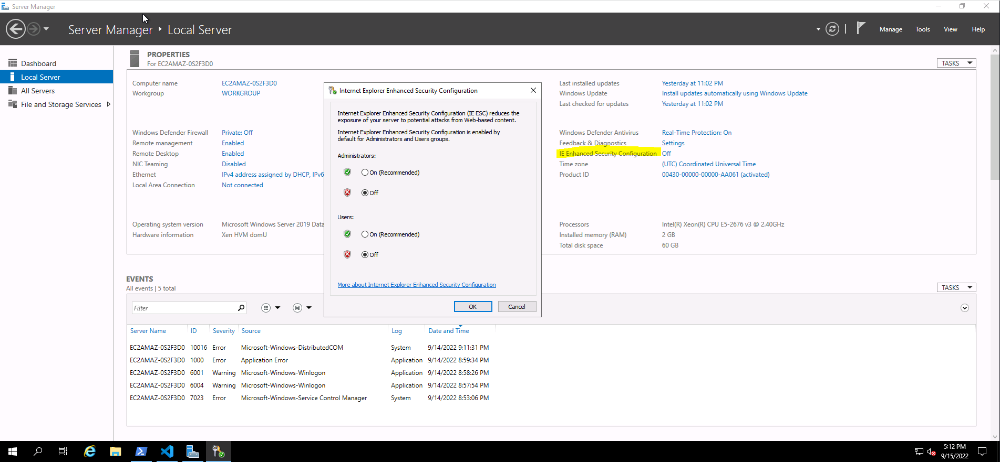 Server Manager
Server Manager ‣ Local Server
Manage Tools View Help
Dashboard
Local Server
All Servers
File and Storage Services
PROPERTIES
For EC2AMAZ-0S2F3D0
TASKS
Computer name EC2AMAZ-0S2F3D0
Workgroup WORKGROUP
Windows Defender Firewall Private: Off
Remote management Enabled
Remote Desktop Enabled
NIC Teaming Disabled
Ethernet IPv4 address assigned by DHCP, IPv6
Local Area Connection Not connected
Operating system version Microsoft Windows Server 2019 Data
Hardware information Xen HVM domU
Last installed updates Yesterday at 11:02 PM
Windows Update Install updates automatically using Windows Update
Last checked for updates Yesterday at 11:02 PM
Windows Defender Antivirus Real-Time Protection: On
Feedback & Diagnostics Settings
IE Enhanced Security Configuration Off
Time zone (UTC) Coordinated Universal Time
Product ID 00430-00000-00000-AA061 (activated)
Processors Intel(R) Xeon(R) CPU E5-2676 v3 @ 2.40GHz
Installed memory (RAM) 2 GB
Total disk space 60 GB
Internet Explorer Enhanced Security Configuration
Internet Explorer Enhanced Security Configuration (IE ESC) reduces the
exposure of your server to potential attacks from Web-based content.
Internet Explorer Enhanced Security Configuration is enabled by
default for Administrators and Users groups.
Administrators:
On (Recommended)
Off
Users:
On (Recommended)
Off
More about Internet Explorer Enhanced Security Configuration
OK Cancel
EVENTS
All events | 5 total
TASKS
Filter
Server Name ID Severity Source Log Date and Time
EC2AMAZ-0S2F3D0 10016 Error Microsoft-Windows-DistributedCOM System 9/14/2022 9:11:31 PM
EC2AMAZ-0S2F3D0 1000 Error Application Error Application 9/14/2022 8:59:34 PM
EC2AMAZ-0S2F3D0 6001 Warning Microsoft-Windows-Winlogon Application 9/14/2022 8:58:26 PM
EC2AMAZ-0S2F3D0 6004 Warning Microsoft-Windows-Winlogon Application 9/14/2022 8:57:54 PM
EC2AMAZ-0S2F3D0 7023 Error Microsoft-Windows-Service Control Manager System 9/14/2022 8:53:06 PM
5:12 PM
9/15/2022